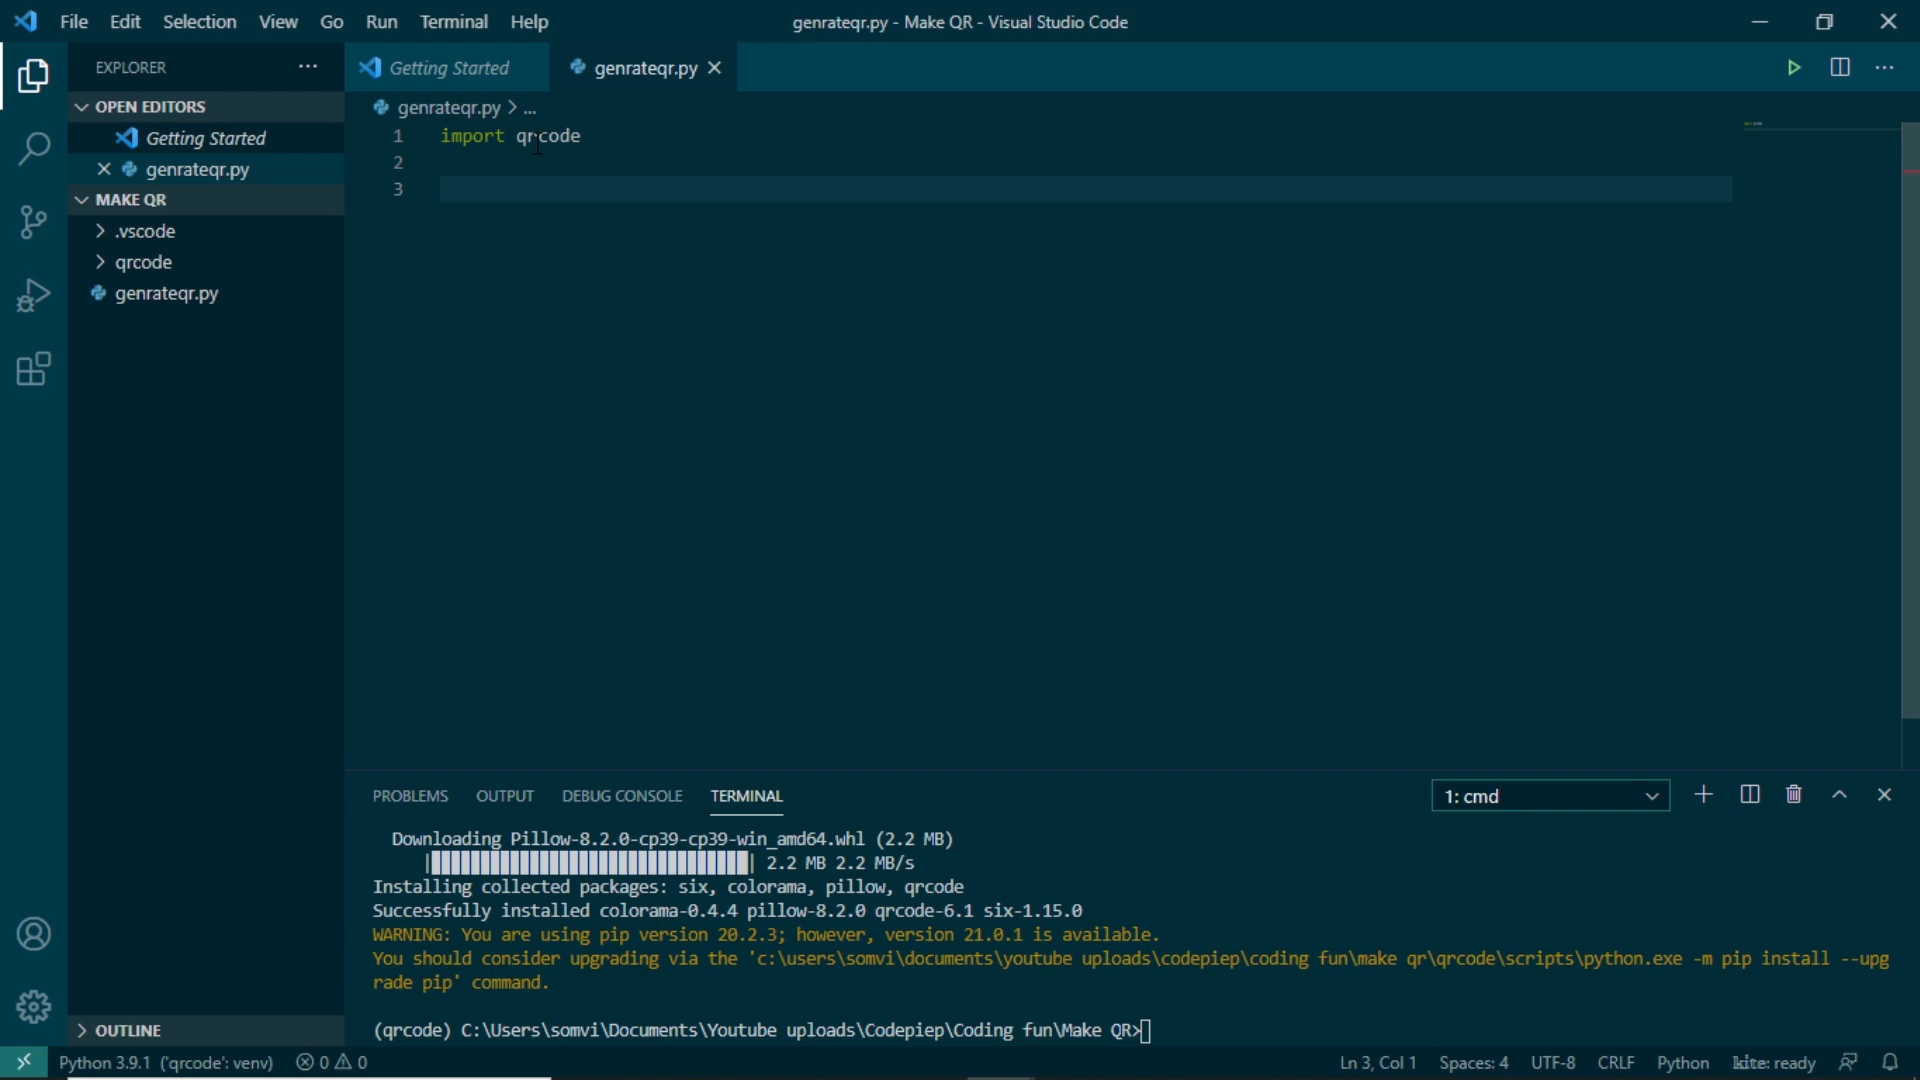 File Edit Selection View Go Run Terminal Help
genrateqr.py - Make QR - Visual Studio Code
EXPLORER
OPEN EDITORS
Getting Started
genrateqr.py
MAKE QR
.vscode
qrcode
genrateqr.py
OUTLINE
Getting Started genrateqr.py
genrateqr.py > ...
1 import qrcode
2
3
PROBLEMS OUTPUT DEBUG CONSOLE TERMINAL
1: cmd
Downloading Pillow-8.2.0-cp39-cp39-win_amd64.whl (2.2 MB)
2.2 MB 2.2 MB/s
Installing collected packages: six, colorama, pillow, qrcode
Successfully installed colorama-0.4.4 pillow-8.2.0 qrcode-6.1 six-1.15.0
WARNING: You are using pip version 20.2.3; however, version 21.0.1 is available.
You should consider upgrading via the 'c:\users\somvi\documents\youtube uploads\codepiep\coding fun\make qr\qrcode\scripts\python.exe -m pip install --upg
rade pip' command.
(qrcode) C:\Users\somvi\Documents\Youtube uploads\Codepiep\Coding fun\Make QR>
Python 3.9.1 ('qrcode': venv) 0 0
Ln 3, Col 1 Spaces: 4 UTF-8 CRLF Python kite: ready